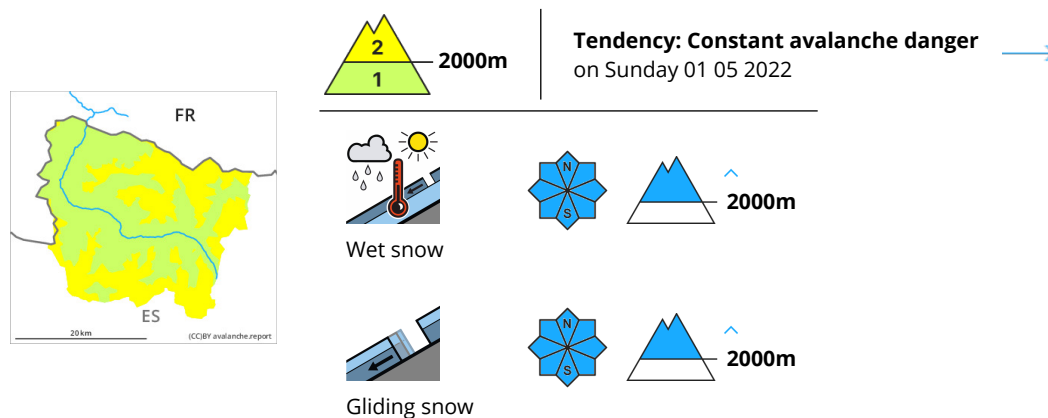 2
1
2000m
Tendency: Constant avalanche danger
on Sunday 01 05 2022
FR
ES
20 km
(CC)BY avalanche.report
N
S
2000m
Wet snow
N
S
2000m
Gliding snow